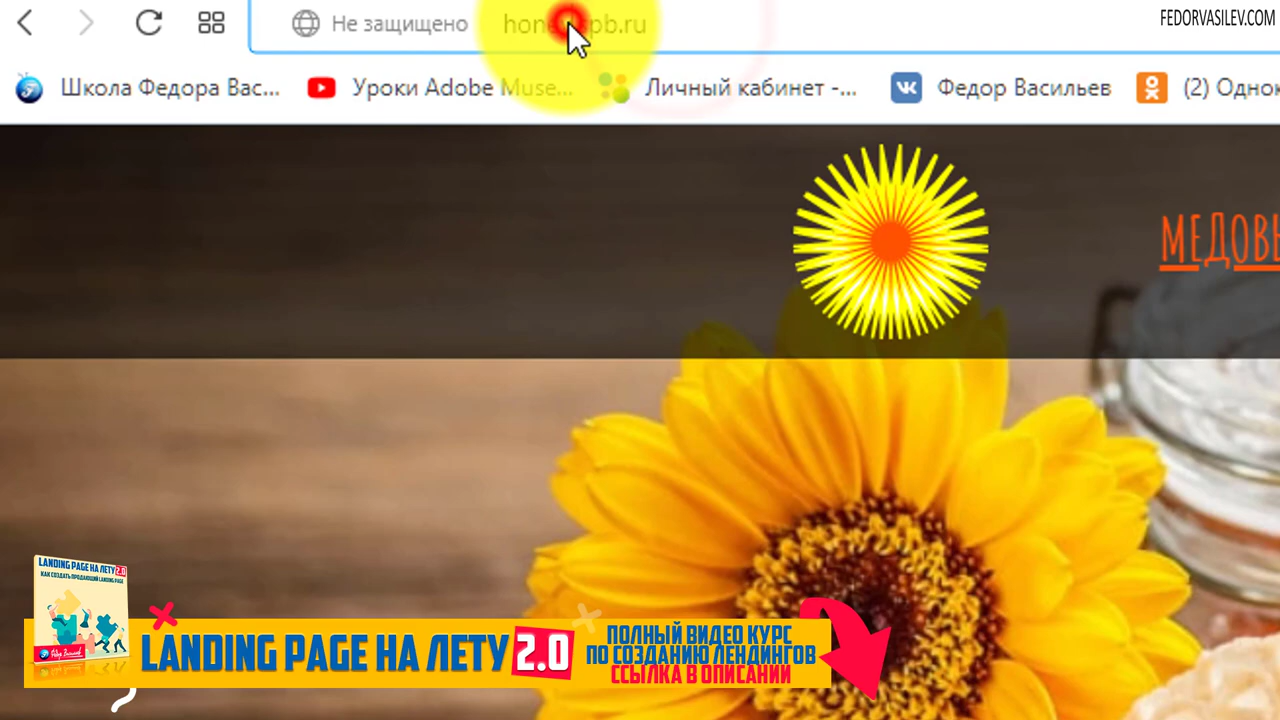 FEDORVASILEV.COM
Не защищено
Школа Федора Вас... Уроки Adobe Muse... Личный кабинет -... Федор Васильев (2) Однок
МЕДОВ
LANDING PAGE НА ЛЕТУ 2.0
КАК СОЗДАТЬ ПРОДАЮЩИЙ LANDING PAGE
LANDING PAGE НА ЛЕТУ 2.0
ПОЛНЫЙ ВИДЕО КУРС
ПО СОЗДАНИЮ ЛЕНДИНГОВ
ССЫЛКА В ОПИСАНИИ